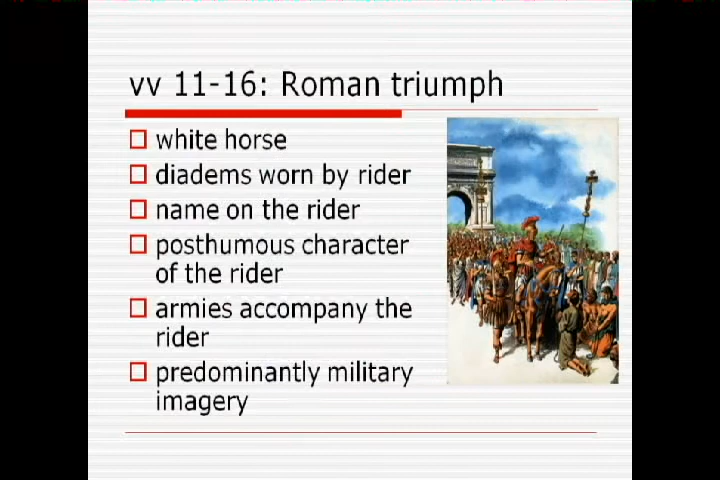 vv 11-16: Roman triumph
white horse
diadems worn by rider
name on the rider
posthumous character
of the rider
armies accompany the
rider
predominantly military
imagery